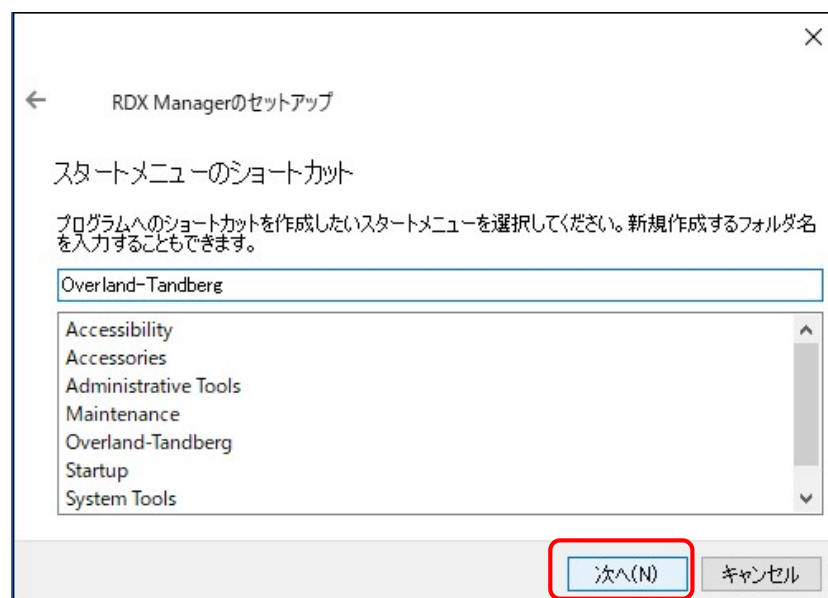 RDX Managerのセットアップ
スタートメニューのショートカット
プログラムへのショートカットを作成したいスタートメニューを選択してください。新規作成するフォルダ名
を入力することもできます。
Overland-Tandberg
Accessibility
Accessories
Administrative Tools
Maintenance
Overland-Tandberg
Startup
System Tools
次へ(N)
キャンセル